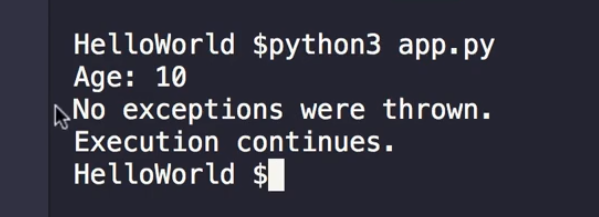 HelloWorld $python3 app.py
Age: 10
No exceptions were thrown.
Execution continues.
HelloWorld $